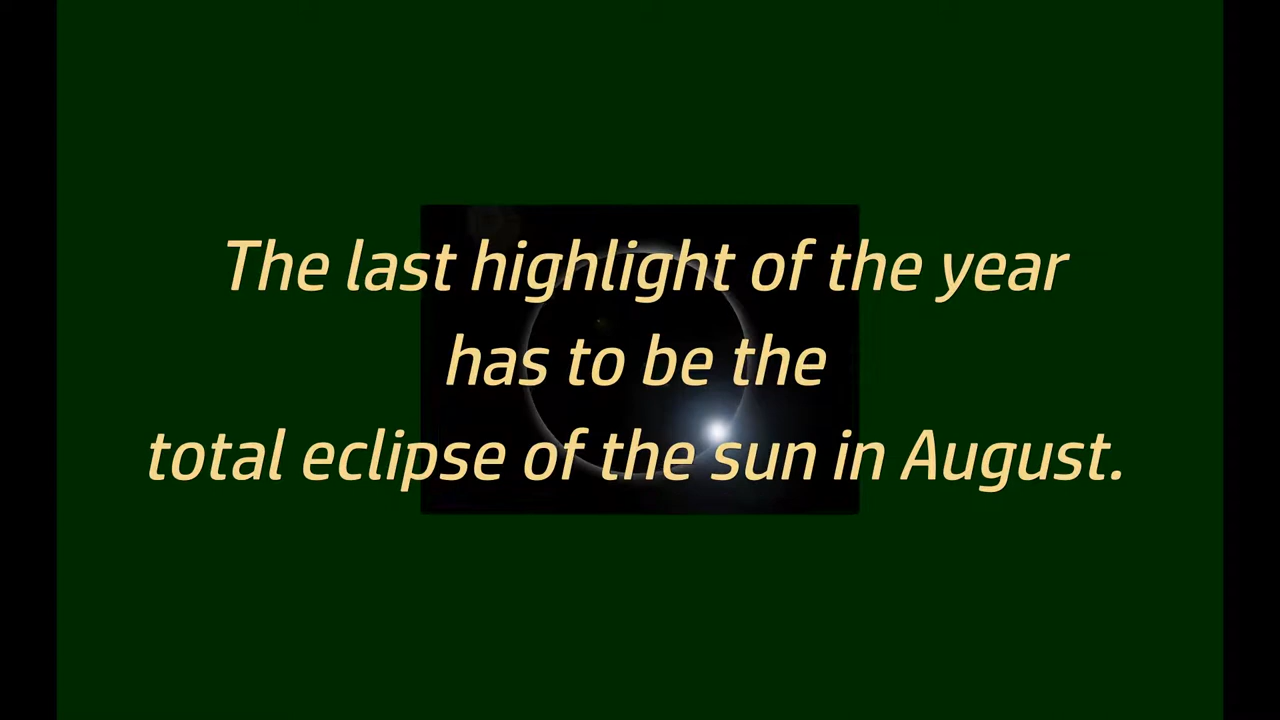 The last highlight of the year
has to be the
total eclipse of the sun in August.